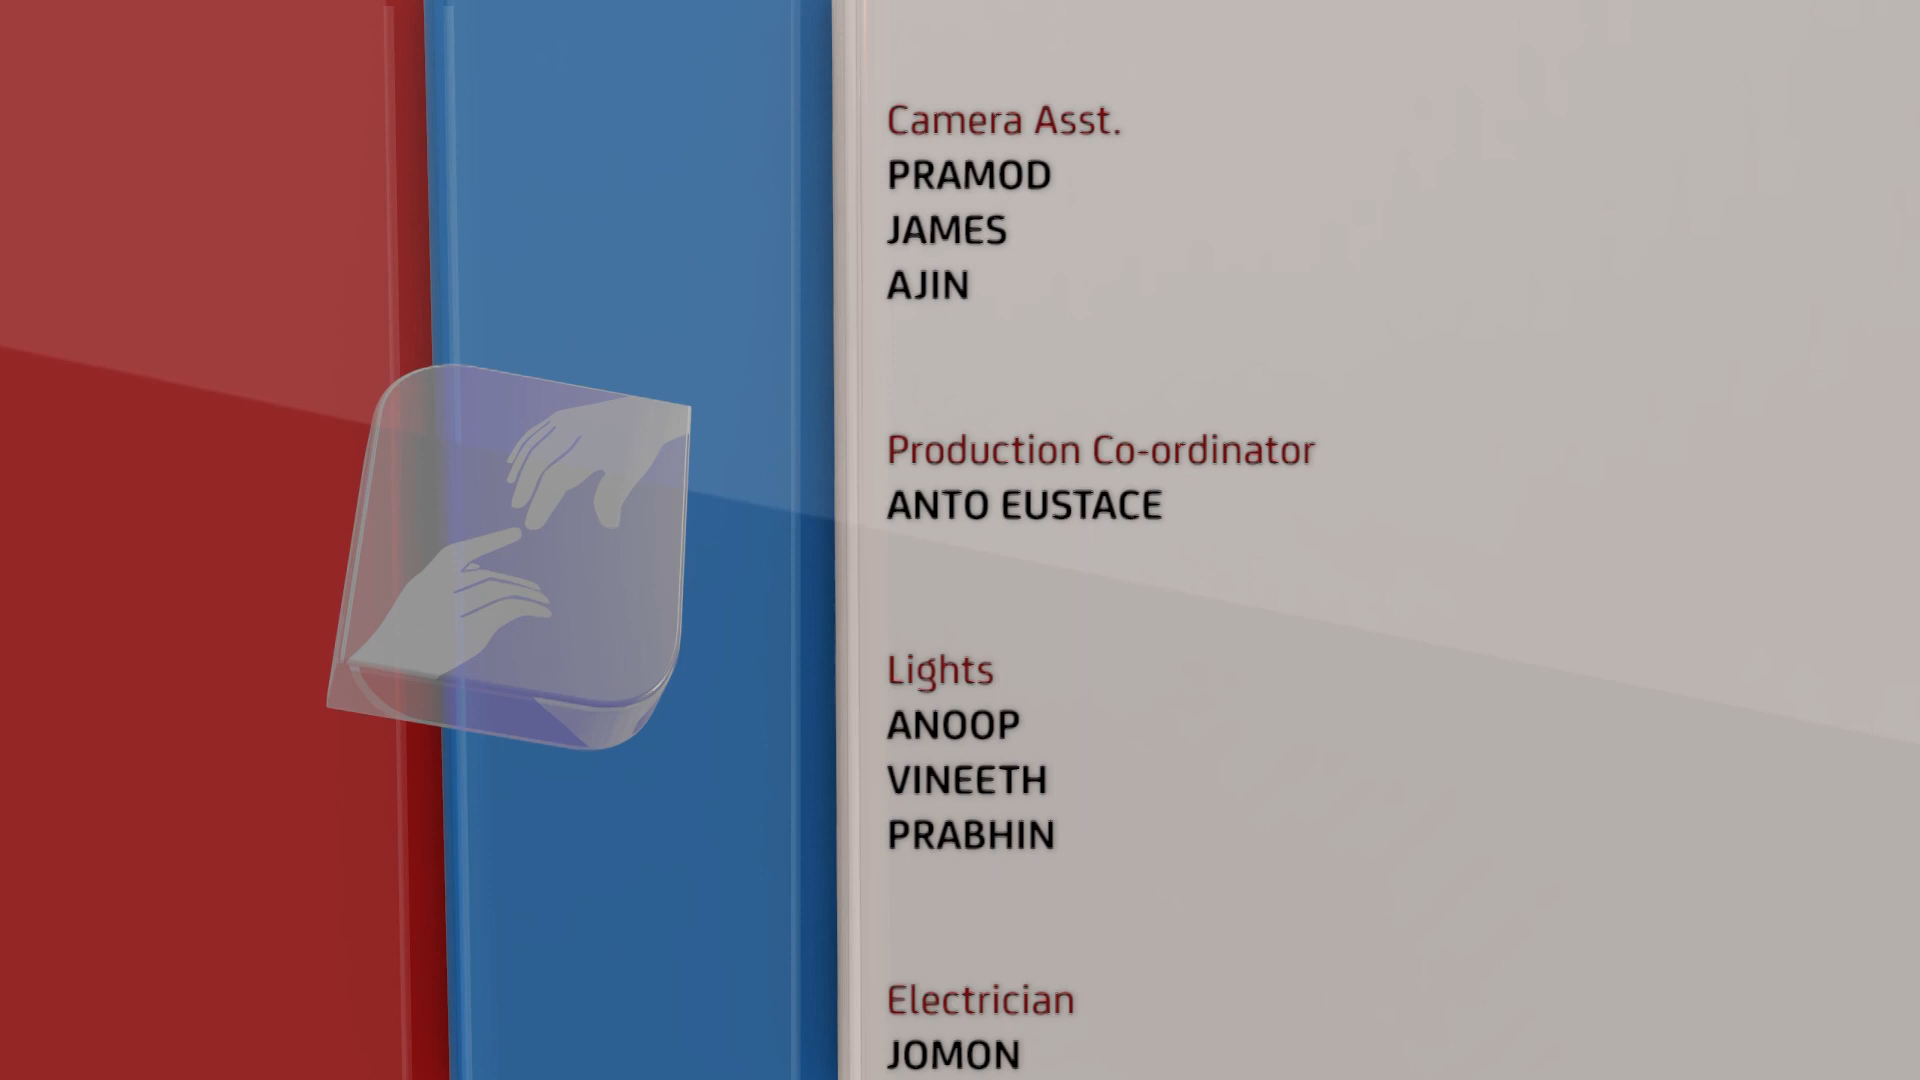 Camera Asst.
PRAMOD
JAMES
AJIN
Production Co-ordinator
ANTO EUSTACE
Lights
ANOOP
VINEETH
PRABHIN
Electrician
JOMON